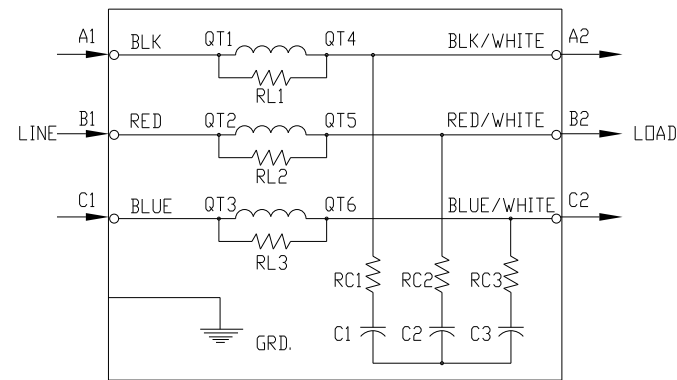 A1 BLK QT1 QT4 BLK/WHITE A2
RL1
LINE B1 RED QT2 QT5 RED/WHITE B2 LOAD
RL2
C1 BLUE QT3 QT6 BLUE/WHITE C2
RL3
RC1 RC2 RC3
GRD. C1 C2 C3